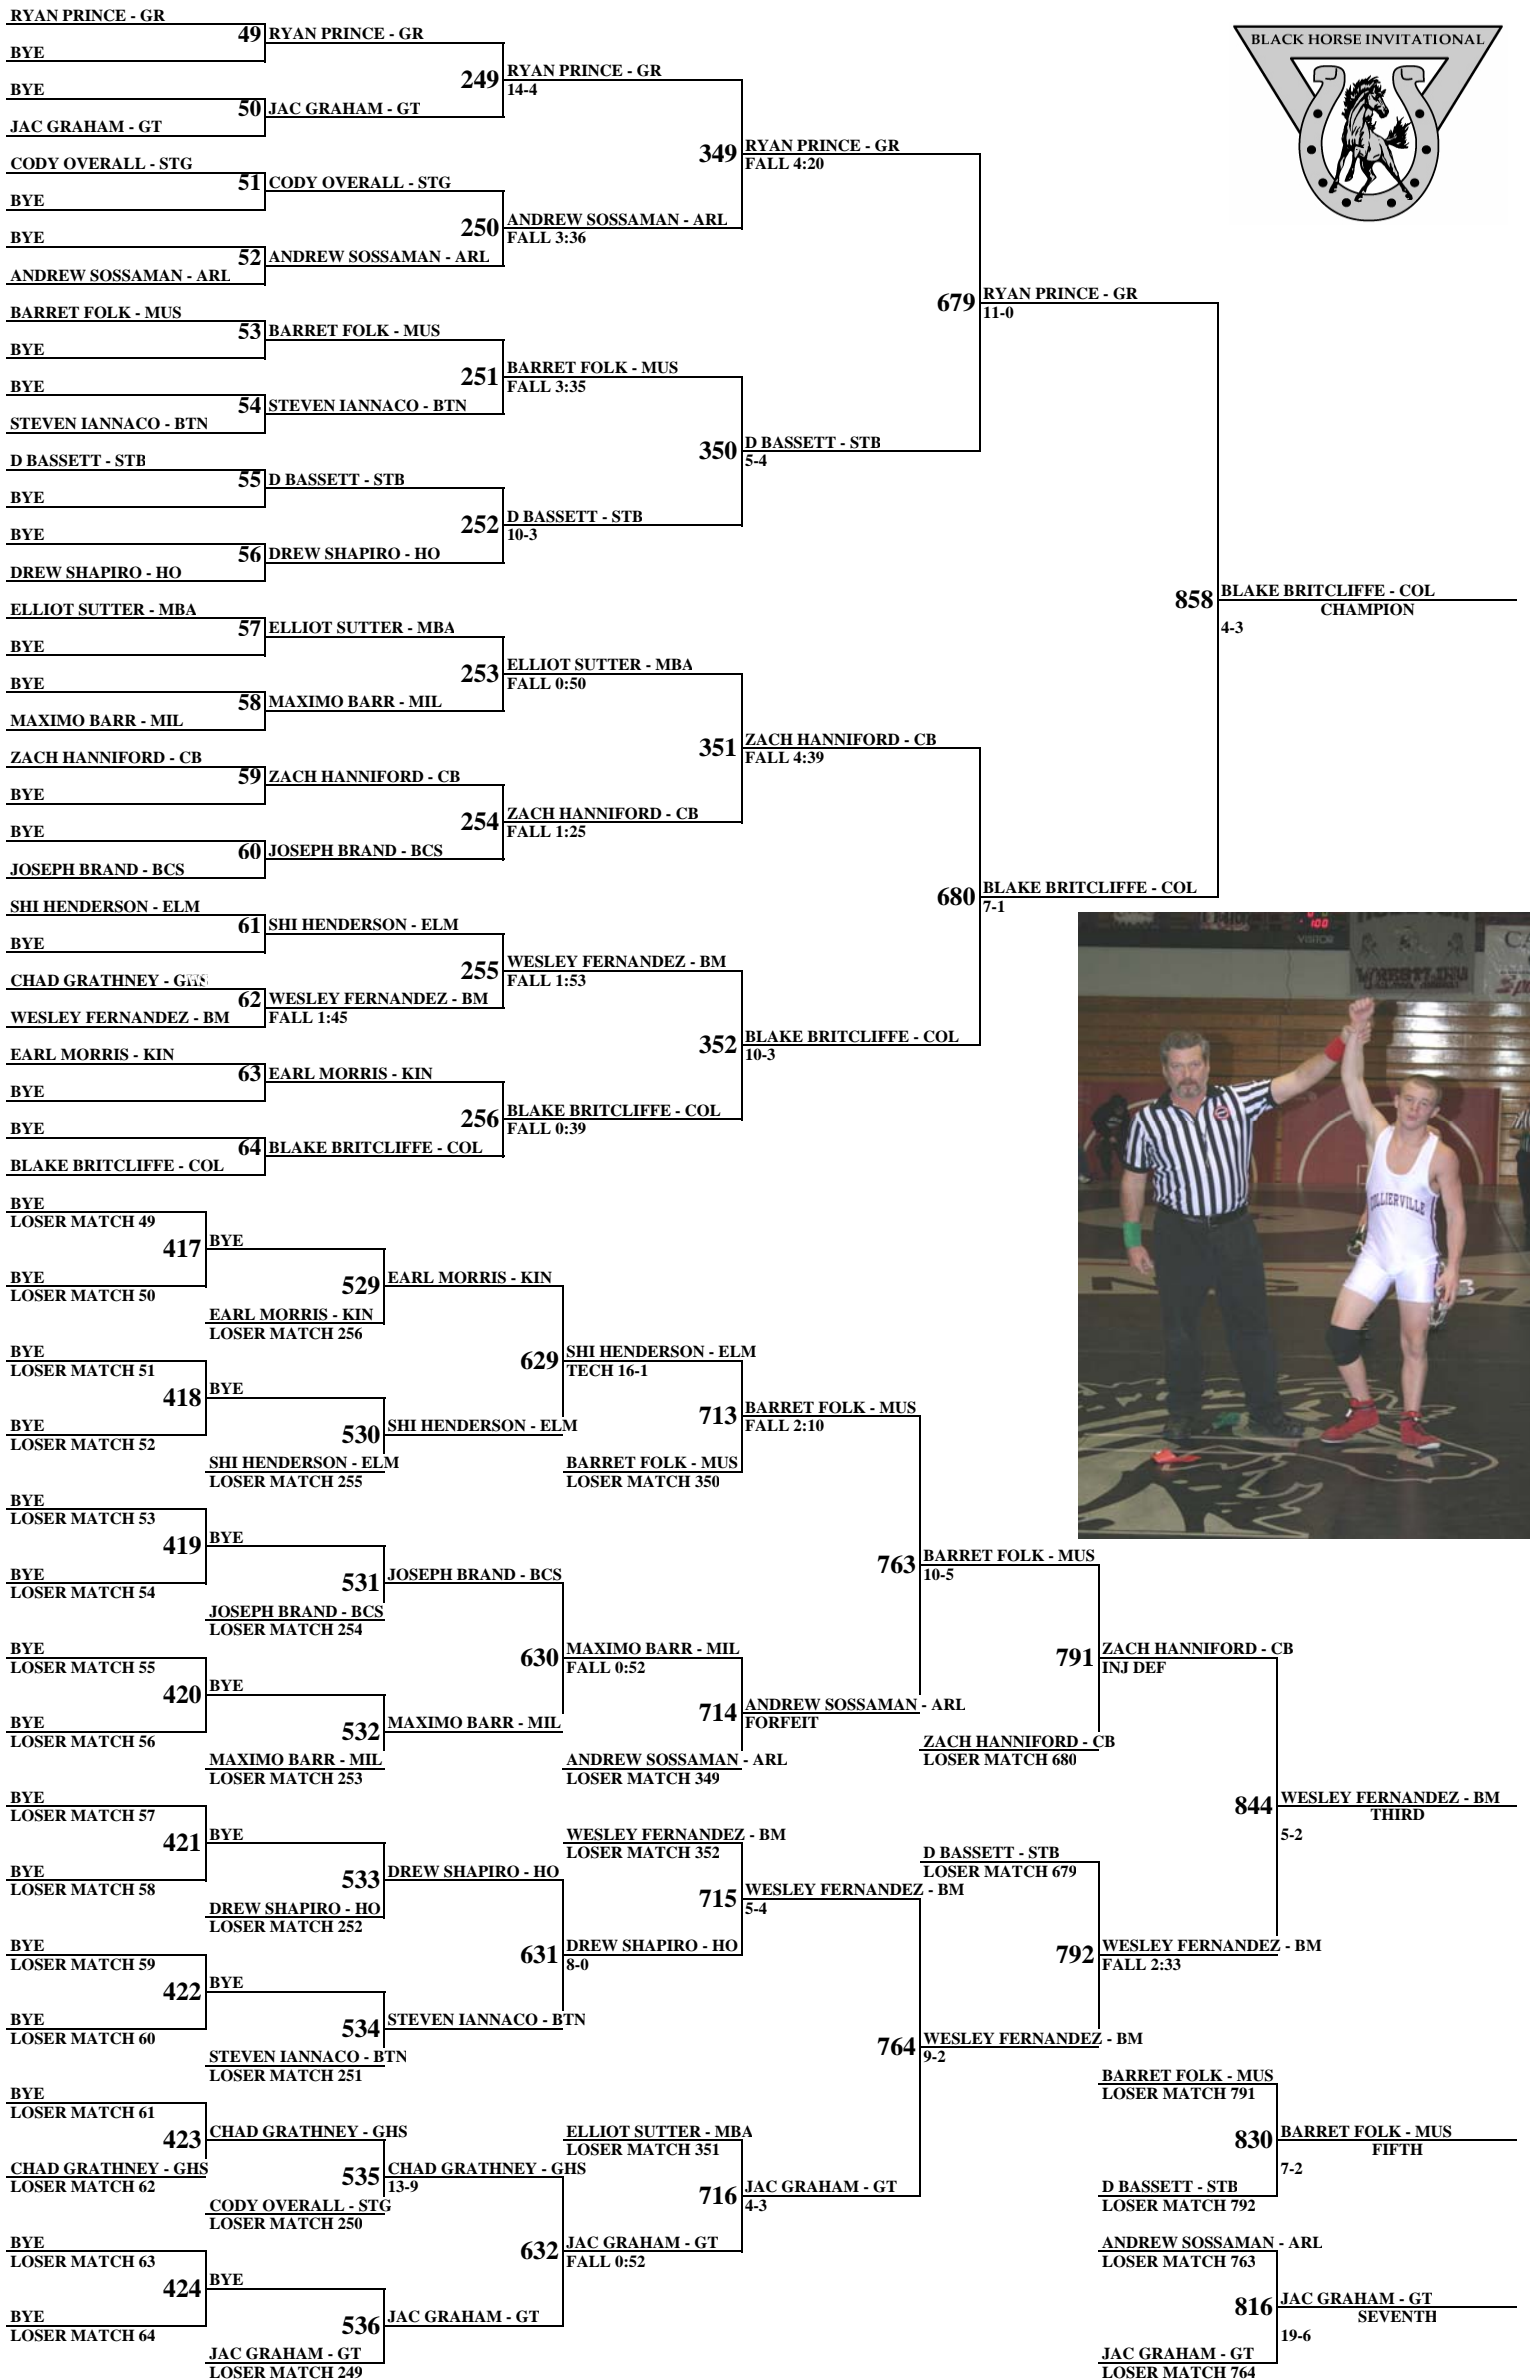 RYAN PRINCE - GR
BYE
49 RYAN PRINCE - GR
BYE
JAC GRAHAM - GT
50 JAC GRAHAM - GT
249 RYAN PRINCE - GR
14-4
CODY OVERALL - STG
BYE
51 CODY OVERALL - STG
BYE
ANDREW SOSSAMAN - ARL
52 ANDREW SOSSAMAN - ARL
250 ANDREW SOSSAMAN - ARL
FALL 3:36
349 RYAN PRINCE - GR
FALL 4:20
BARRET FOLK - MUS
BYE
53 BARRET FOLK - MUS
BYE
STEVEN IANNACO - BTN
54 STEVEN IANNACO - BTN
251 BARRET FOLK - MUS
FALL 3:35
D BASSETT - STB
BYE
55 D BASSETT - STB
BYE
DREW SHAPIRO - HO
56 DREW SHAPIRO - HO
252 D BASSETT - STB
10-3
350 D BASSETT - STB
5-4
679 RYAN PRINCE - GR
11-0
ELLIOT SUTTER - MBA
BYE
57 ELLIOT SUTTER - MBA
BYE
MAXIMO BARR - MIL
58 MAXIMO BARR - MIL
253 ELLIOT SUTTER - MBA
FALL 0:50
ZACH HANNIFORD - CB
BYE
59 ZACH HANNIFORD - CB
BYE
JOSEPH BRAND - BCS
60 JOSEPH BRAND - BCS
254 ZACH HANNIFORD - CB
FALL 1:25
351 ZACH HANNIFORD - CB
FALL 4:39
SHI HENDERSON - ELM
BYE
61 SHI HENDERSON - ELM
CHAD GRATHNEY - GHS
WESLEY FERNANDEZ - BM
62 WESLEY FERNANDEZ - BM
FALL 1:45
255 WESLEY FERNANDEZ - BM
FALL 1:53
EARL MORRIS - KIN
BYE
63 EARL MORRIS - KIN
BYE
BLAKE BRITCLIFFE - COL
64 BLAKE BRITCLIFFE - COL
256 BLAKE BRITCLIFFE - COL
FALL 0:39
352 BLAKE BRITCLIFFE - COL
10-3
680 BLAKE BRITCLIFFE - COL
7-1
858 BLAKE BRITCLIFFE - COL
CHAMPION
4-3
BLACK HORSE INVITATIONAL
VISITOR
WRESTLING
COLLIERVILLE
BYE
LOSER MATCH 49
BYE
LOSER MATCH 50
417 BYE
EARL MORRIS - KIN
LOSER MATCH 256
529 EARL MORRIS - KIN
BYE
LOSER MATCH 51
BYE
LOSER MATCH 52
418 BYE
SHI HENDERSON - ELM
LOSER MATCH 255
530 SHI HENDERSON - ELM
629 SHI HENDERSON - ELM
TECH 16-1
BARRET FOLK - MUS
LOSER MATCH 350
713 BARRET FOLK - MUS
FALL 2:10
BYE
LOSER MATCH 53
BYE
LOSER MATCH 54
419 BYE
JOSEPH BRAND - BCS
LOSER MATCH 254
531 JOSEPH BRAND - BCS
BYE
LOSER MATCH 55
BYE
LOSER MATCH 56
420 BYE
MAXIMO BARR - MIL
LOSER MATCH 253
532 MAXIMO BARR - MIL
630 MAXIMO BARR - MIL
FALL 0:52
ANDREW SOSSAMAN - ARL
LOSER MATCH 349
714 ANDREW SOSSAMAN - ARL
FORFEIT
763 BARRET FOLK - MUS
10-5
ZACH HANNIFORD - CB
LOSER MATCH 680
791 ZACH HANNIFORD - CB
INJ DEF
BYE
LOSER MATCH 57
BYE
LOSER MATCH 58
421 BYE
DREW SHAPIRO - HO
LOSER MATCH 252
533 DREW SHAPIRO - HO
BYE
LOSER MATCH 59
BYE
LOSER MATCH 60
422 BYE
STEVEN IANNACO - BTN
LOSER MATCH 251
534 STEVEN IANNACO - BTN
631 DREW SHAPIRO - HO
8-0
WESLEY FERNANDEZ - BM
LOSER MATCH 352
715 WESLEY FERNANDEZ - BM
5-4
BYE
LOSER MATCH 61
CHAD GRATHNEY - GHS
LOSER MATCH 62
423 CHAD GRATHNEY - GHS
CODY OVERALL - STG
LOSER MATCH 250
535 CHAD GRATHNEY - GHS
13-9
BYE
LOSER MATCH 63
BYE
LOSER MATCH 64
424 BYE
JAC GRAHAM - GT
LOSER MATCH 249
536 JAC GRAHAM - GT
632 JAC GRAHAM - GT
FALL 0:52
ELLIOT SUTTER - MBA
LOSER MATCH 351
716 JAC GRAHAM - GT
4-3
764 WESLEY FERNANDEZ - BM
9-2
D BASSETT - STB
LOSER MATCH 679
792 WESLEY FERNANDEZ - BM
FALL 2:33
844 WESLEY FERNANDEZ - BM
THIRD
5-2
BARRET FOLK - MUS
LOSER MATCH 791
D BASSETT - STB
LOSER MATCH 792
830 BARRET FOLK - MUS
FIFTH
7-2
ANDREW SOSSAMAN - ARL
LOSER MATCH 763
JAC GRAHAM - GT
LOSER MATCH 764
816 JAC GRAHAM - GT
SEVENTH
19-6